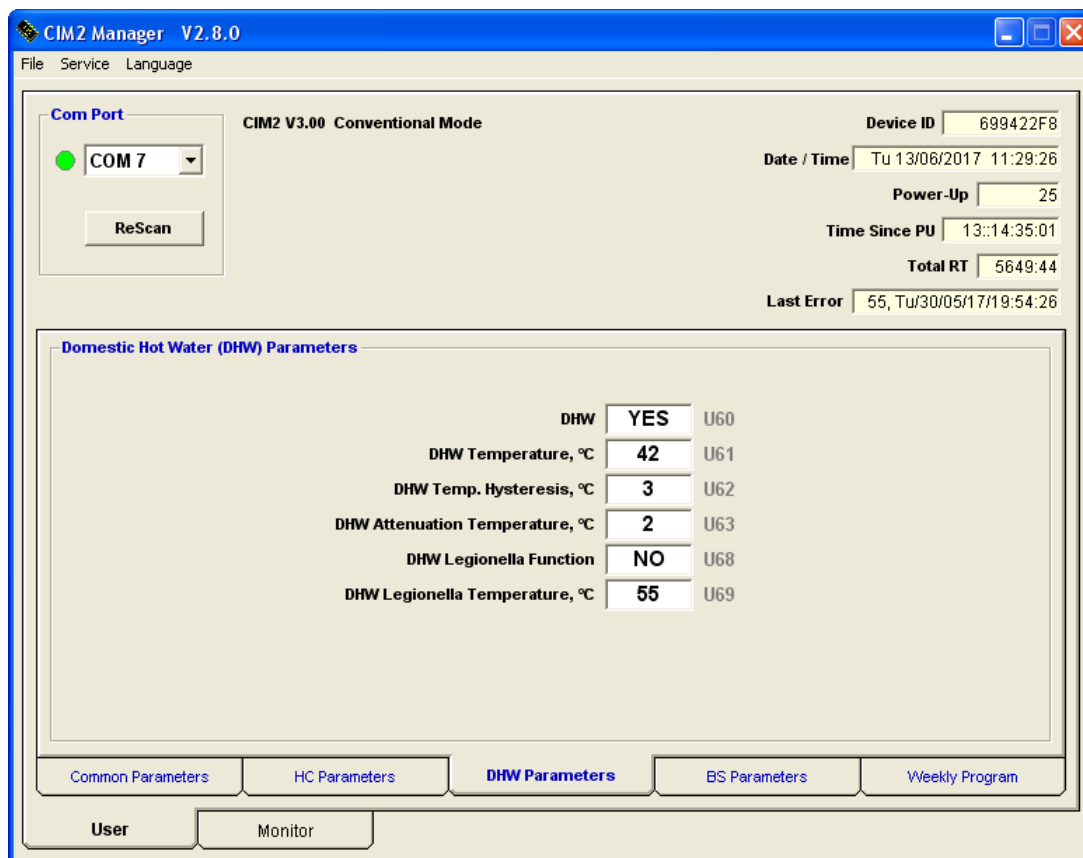 CIM2 Manager V2.8.0
File Service Language
Com Port
COM 7
ReScan
CIM2 V3.00 Conventional Mode
Device ID 699422F8
Date / Time Tu 13/06/2017 11:29:26
Power-Up 25
Time Since PU 13::14:35:01
Total RT 5649:44
Last Error 55, Tu/30/05/17/19:54:26
Domestic Hot Water (DHW) Parameters
DHW YES U60
DHW Temperature, °C 42 U61
DHW Temp. Hysteresis, °C 3 U62
DHW Attenuation Temperature, °C 2 U63
DHW Legionella Function NO U68
DHW Legionella Temperature, °C 55 U69
Common Parameters HC Parameters DHW Parameters BS Parameters Weekly Program
User Monitor